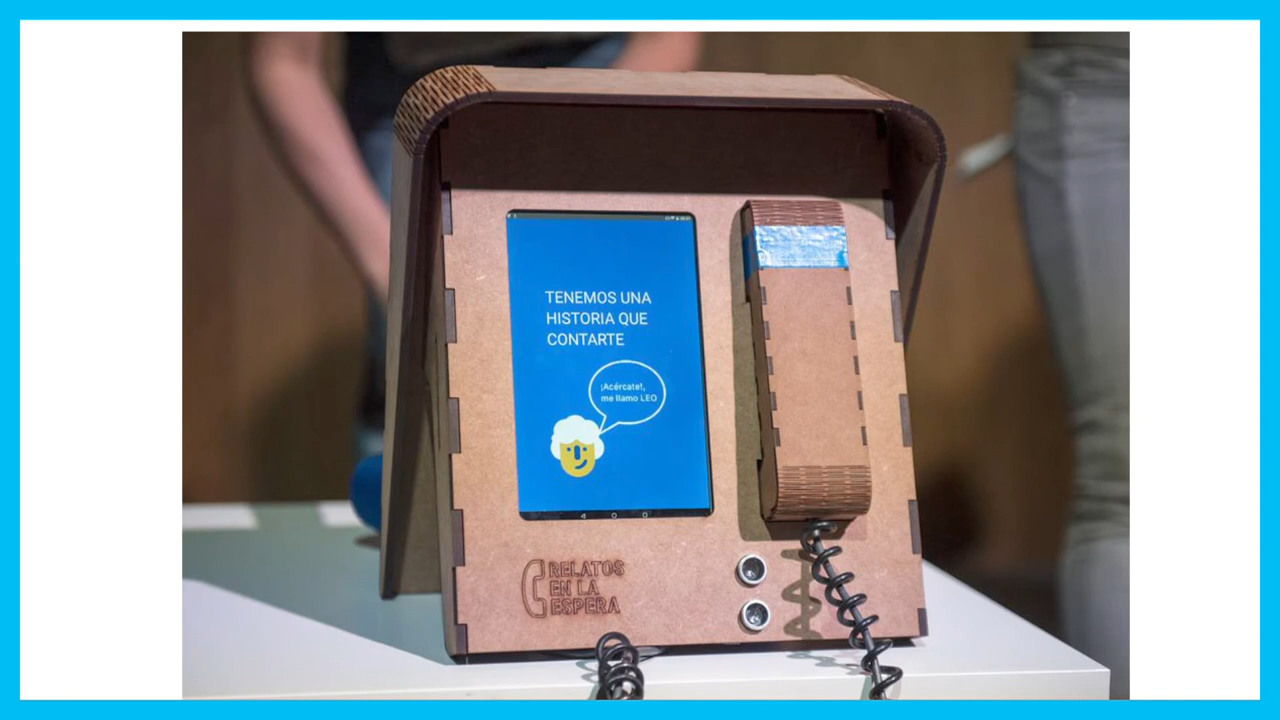 TENEMOS UNA
HISTORIA QUE
CONTARTE
¡Acércate!,
me llamo LEO
RELATOS
EN LA
ESPERA